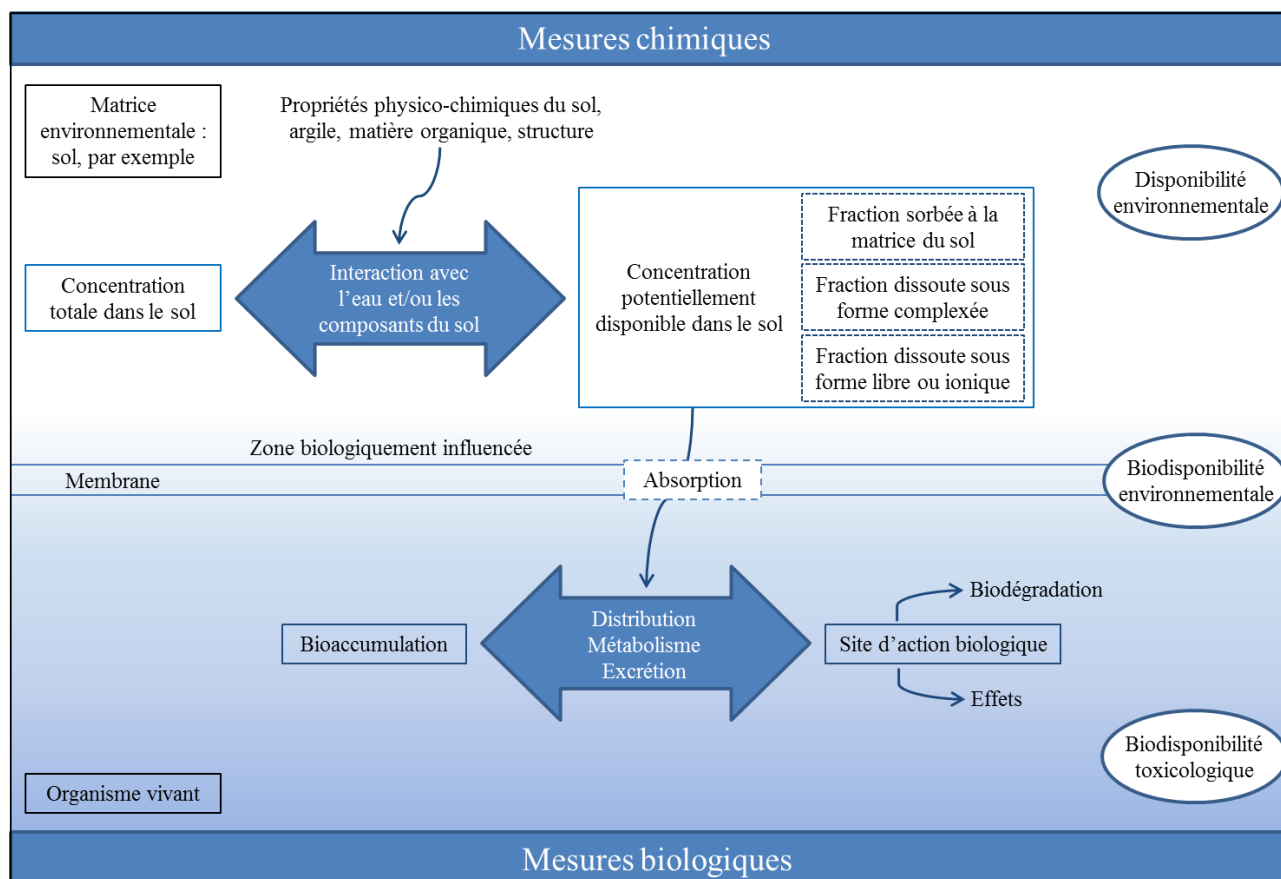 Mesures chimiques
Matrice
environnementale :
sol, par exemple
Propriétés physico-chimiques du sol,
argile, matière organique, structure
Disponibilité
environnementale
Concentration
totale dans le sol
Interaction avec
l'eau et/ou les
composants du sol
Concentration
potentiellement
disponible dans le sol
Fraction sorbée à la
matrice du sol
Fraction dissoute sous
forme complexée
Fraction dissoute sous
forme libre ou ionique
Zone biologiquement influencée
Membrane
Absorption
Biodisponibilité
environnementale
Bioaccumulation
Distribution
Métabolisme
Excrétion
Site d'action biologique
Biodégradation
Effets
Biodisponibilité
toxicologique
Organisme vivant
Mesures biologiques